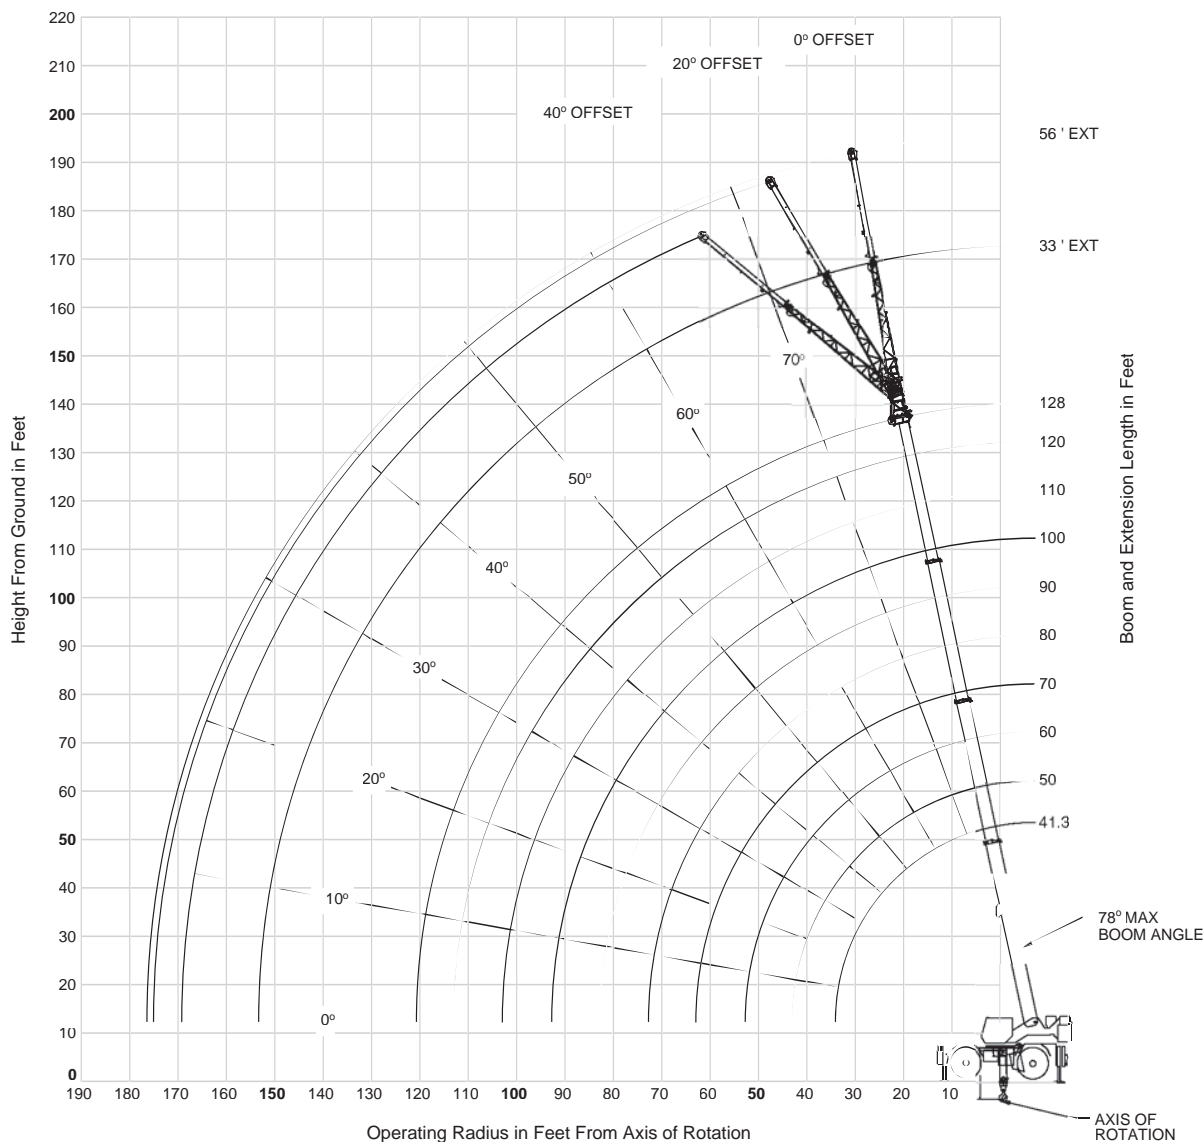 220
0º OFFSET
20º OFFSET
210
40º OFFSET
200
56 ' EXT
190
180
33 ' EXT
170
160
150
70º
140
128
60º
130
120
50º
120
110
110
40º
100
100
90
90
30º
80
80
70
70
20º
60
60
50
50
41.3
40
10º
30
78º MAX
BOOM ANGLE
20
0º
10
0
190 180 170 160 150 140 130 120 110 100 90 80 70 60 50 40 30 20 10
AXIS OF
ROTATION
Operating Radius in Feet From Axis of Rotation
Height From Ground in Feet
Boom and Extension Length in Feet